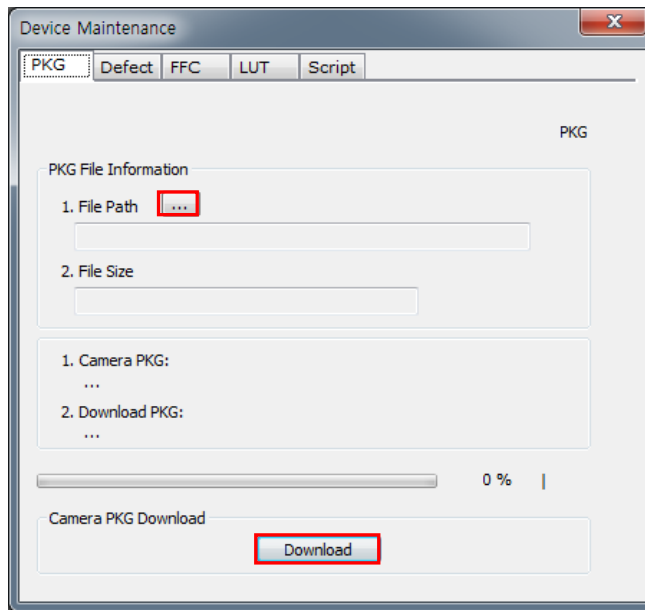 Device Maintenance
PKG Defect FFC LUT Script
PKG
PKG File Information
1. File Path ...
2. File Size
1. Camera PKG:
...
2. Download PKG:
...
0 %
Camera PKG Download
Download